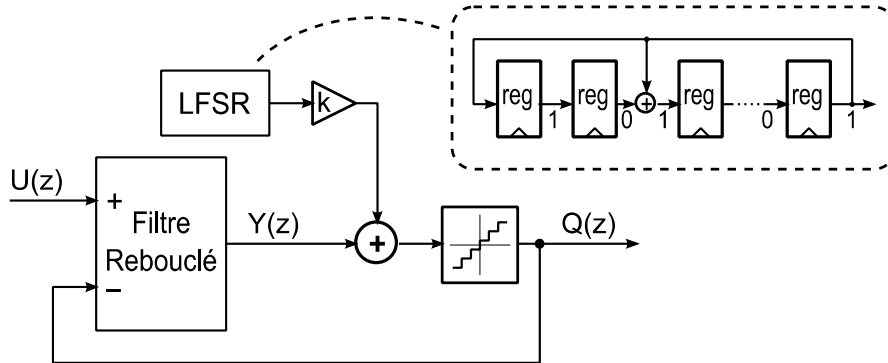 LFSR
k
reg
reg
reg
reg
1
0
+
1
0
1
U(z)
+
Filtre
Rebouclé
−
Y(z)
+
Q(z)